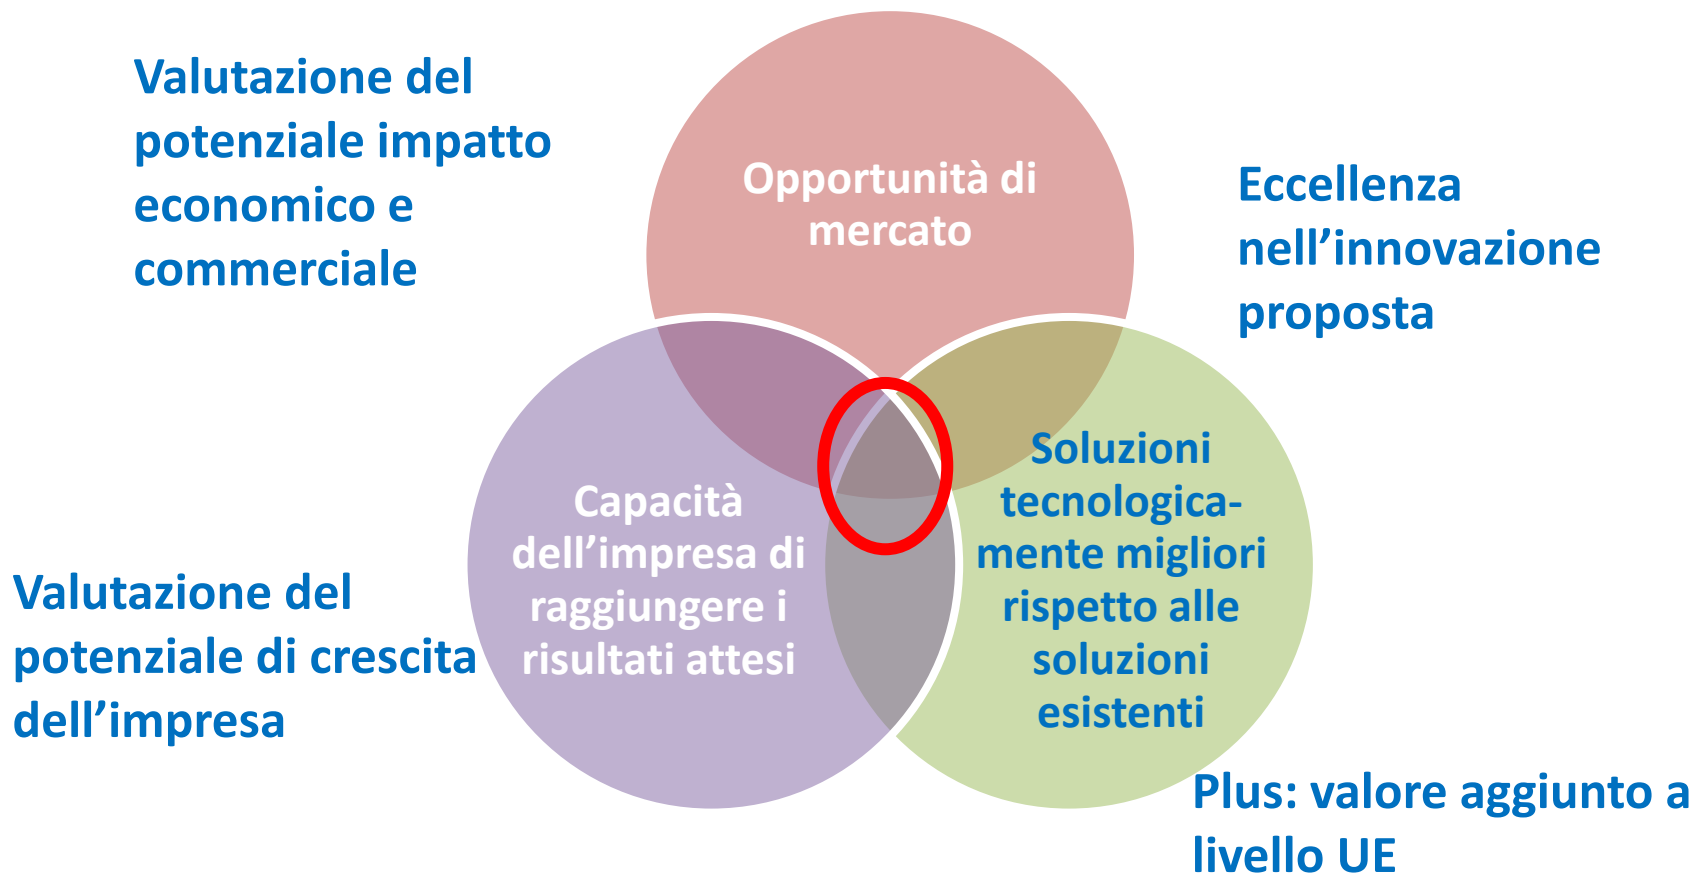 Valutazione del
potenziale impatto
economico e
commerciale
Opportunità di
mercato
Eccellenza
nell’innovazione
proposta
Capacità
dell’impresa di
raggiungere i
risultati attesi
Soluzioni
tecnologica-
mente migliori
rispetto alle
soluzioni
esistenti
Valutazione del
potenziale di crescita
dell’impresa
Plus: valore aggiunto a
livello UE